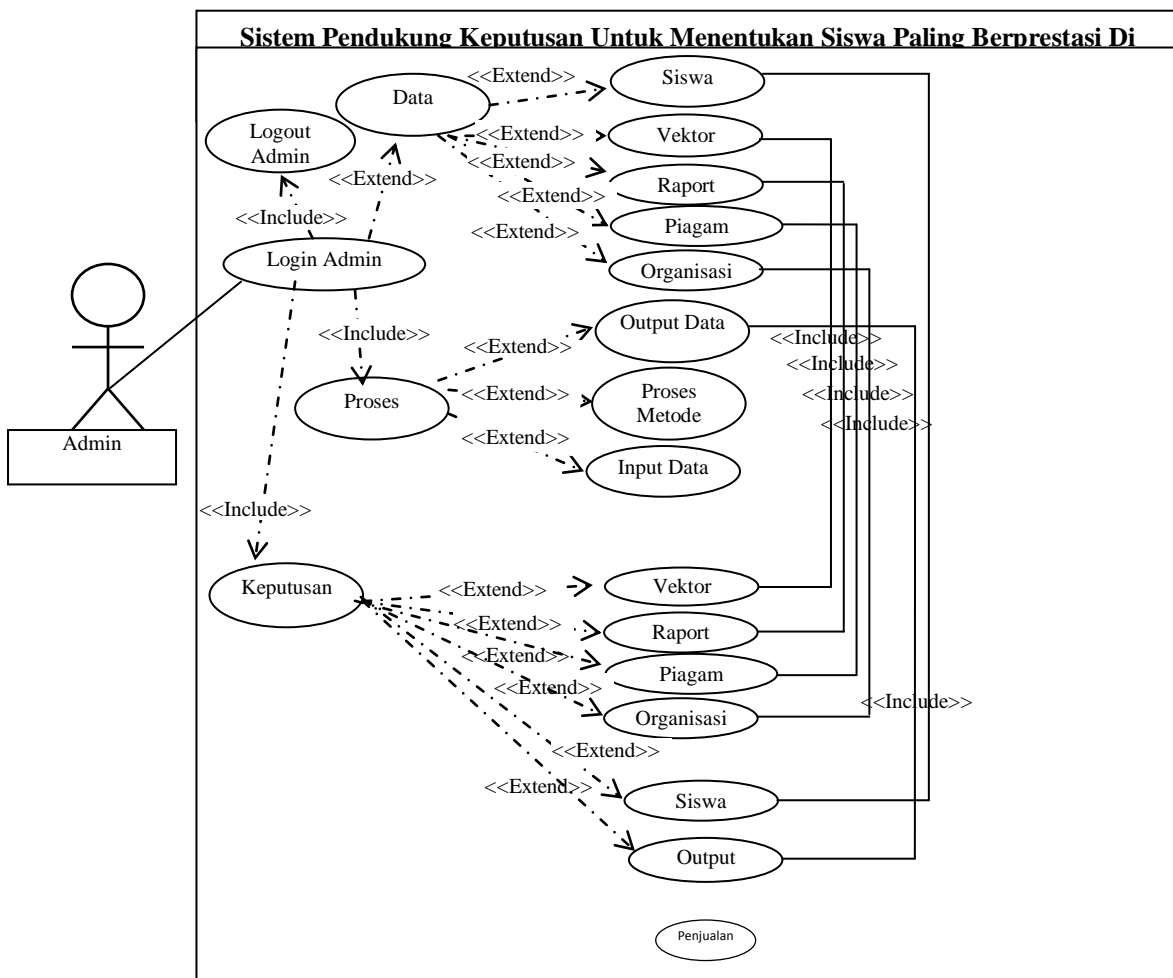 Sistem Pendukung Keputusan Untuk Menentukan Siswa Paling Berprestasi Di
<<Extend>>
Siswa
Data
Logout
Admin
<<Extend>>
Vektor
<<Extend>>
Raport
<<Extend>>
<<Extend>>
Piagam
<<Include>>
<<Extend>>
Login Admin
Organisasi
Output Data
<<Include>>
<<Include>>
<<Extend>>
<<Include>>
Proses
<<Extend>>
Proses
Metode
<<Include>>
<<Include>>
Admin
<<Extend>>
Input Data
<<Include>>
Keputusan
<<Extend>>
Vektor
<<Extend>>
Raport
<<Extend>>
Piagam
<<Extend>>
Organisasi
<<Include>>
<<Extend>>
<<Extend>>
Siswa
Output
Penjualan